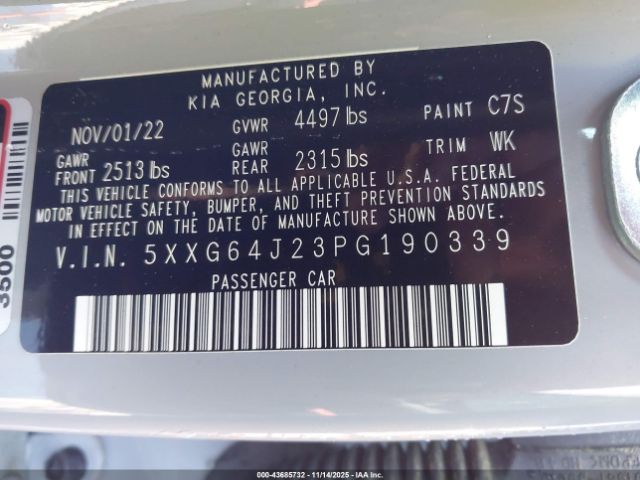 MANUFACTURED BY
KIA GEORGIA, INC.
NOV/01/22 GVWR 4497 lbs PAINT C7S
GAWR FRONT 2513 lbs GAWR REAR 2315 lbs TRIM WK
THIS VEHICLE CONFORMS TO ALL APPLICABLE U.S.A. FEDERAL
MOTOR VEHICLE SAFETY, BUMPER, AND THEFT PREVENTION STANDARDS
IN EFFECT ON THE DATE OF MANUFACTURE SHOWN ABOVE.
V.I.N. 5XXG64J23PG190339
PASSENGER CAR
3500
© 2025 - 43685732 | 11/14/2025 - IAA Inc.